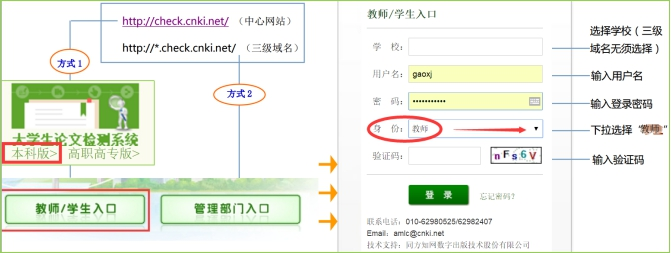 http://check.cnki.net/ （中心网站）
http://*.check.cnki.net/ （三级域名）
方式1
方式2
大学生论文检测系统
本科版> 高职高专版>
教师/学生入口
管理部门入口
教师/学生入口
学 校：
选择学校（三级
域名无须选择）
用户名： gaoxj
输入用户名
密 码： •••••••••••
输入登录密码
身 份： 教师
下拉选择“教师”
验证码： nFs6V
输入验证码
登 录 忘记密码?
联系电话：010-62980525/62982407
Email：amlc@cnki.net
技术支持：同方知网数字出版技术股份有限公司